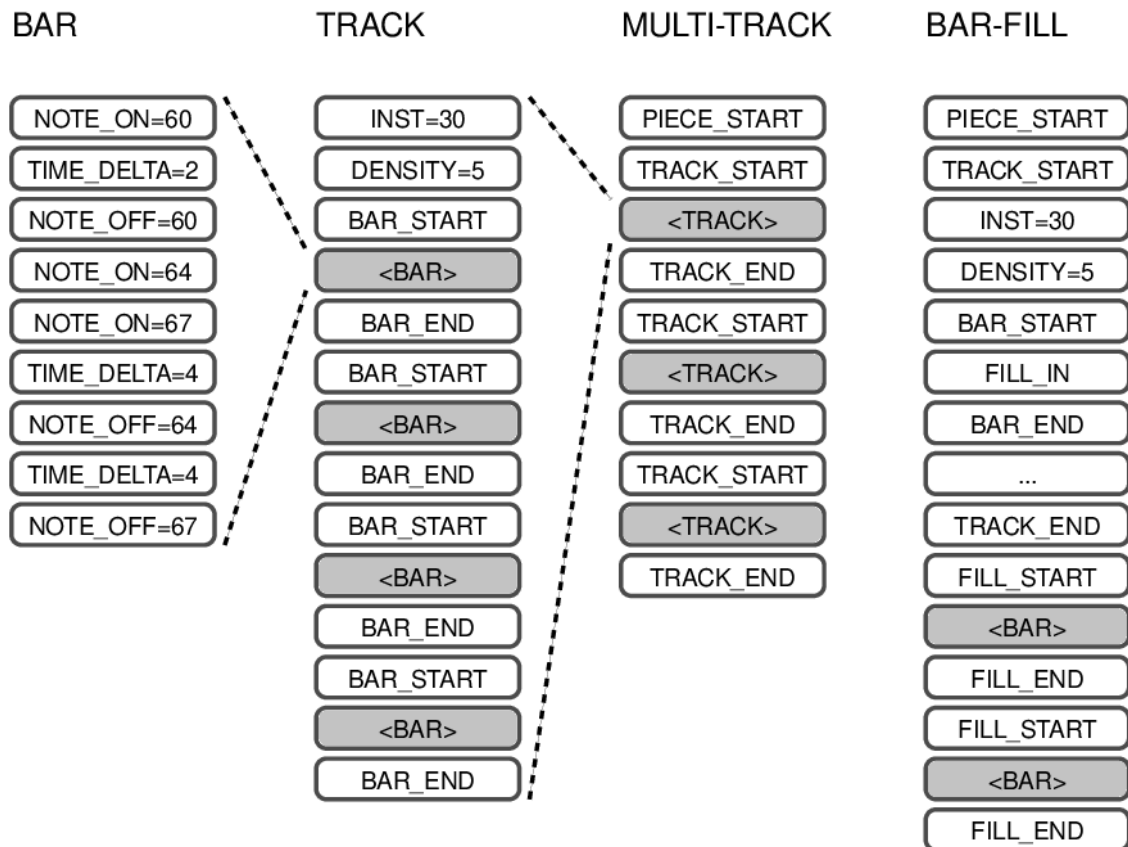 BAR
NOTE_ON=60
TIME_DELTA=2
NOTE_OFF=60
NOTE_ON=64
NOTE_ON=67
TIME_DELTA=4
NOTE_OFF=64
TIME_DELTA=4
NOTE_OFF=67
TRACK
INST=30
DENSITY=5
BAR_START
<BAR>
BAR_END
BAR_START
<BAR>
BAR_END
BAR_START
<BAR>
BAR_END
BAR_START
<BAR>
BAR_END
MULTI-TRACK
PIECE_START
TRACK_START
<TRACK>
TRACK_END
TRACK_START
<TRACK>
TRACK_END
TRACK_START
<TRACK>
TRACK_END
BAR-FILL
PIECE_START
TRACK_START
INST=30
DENSITY=5
BAR_START
FILL_IN
BAR_END
...
TRACK_END
FILL_START
<BAR>
FILL_END
FILL_START
<BAR>
FILL_END